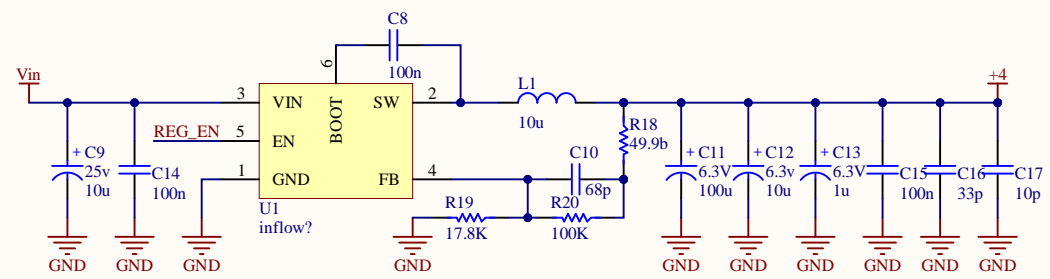 C8
100n
Vin
6
L1
10u
+4
3
VIN
BOOT
SW
2
REG_EN
5
EN
1
GND
FB
4
U1
inflow?
C9
25v
10u
C14
100n
R18
49.9b
C10
68p
R19
17.8K
R20
100K
C11
6.3V
100u
C12
6.3v
10u
C13
6.3V
1u
C15
100n
C16
33p
C17
10p
+
+
+
+
GND
GND
GND
GND
GND
GND
GND
GND
GND
GND